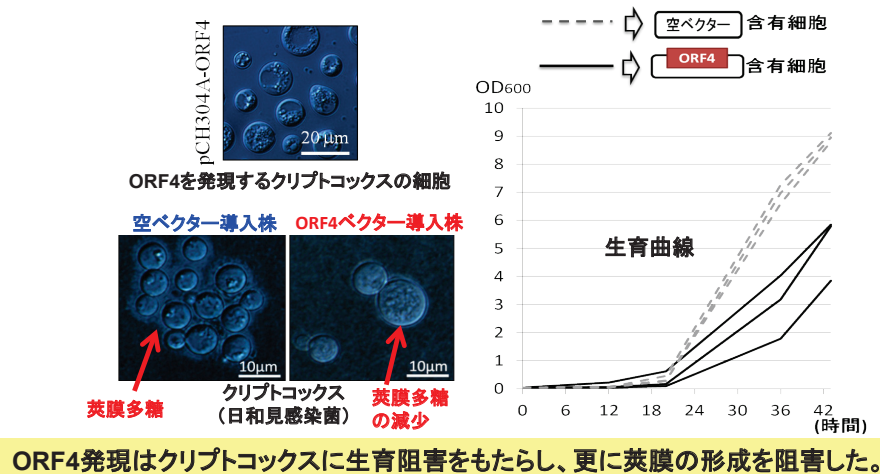 pCH304A-ORF4
20 μm
ORF4を発現するクリプトコックスの細胞
空ベクター導入株
ORF4ベクター導入株
10μm
10μm
莢膜多糖
クリプトコックス
(日和見感染菌)
莢膜多糖
の減少
空ベクター 含有細胞
ORF4 含有細胞
OD600
10
9
8
7
6
5
4
3
2
1
0
生育曲線
0 6 12 18 24 30 36 42
(時間)
ORF4発現はクリプトコックスに生育阻害をもたらし、更に莢膜の形成を阻害した。